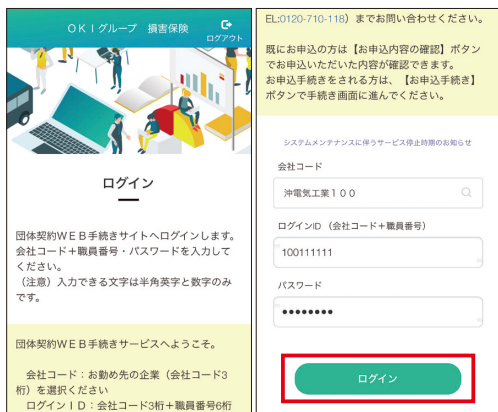 OKIグループ 損害保険
ログアウト
ログイン
団体契約WEB手続きサイトへログインします。
会社コード+職員番号・パスワードを入力して
ください。
(注意)入力できる文字は半角英字と数字のみ
です。
団体契約WEB手続きサービスへようこそ。
会社コード:お勤め先の企業(会社コード3
桁)を選択ください
ログインID:会社コード3桁+職員番号6桁
EL:0120-710-118)までお問い合わせください。
既にお申込の方は【お申込内容の確認】ボタン
でお申込いただいた内容が確認できます。
お申込手続きをされる方は、【お申込手続き】
ボタンで手続き画面に進んでください。
システムメンテナンスに伴うサービス停止時期のお知らせ
会社コード
沖電気工業100
ログインID(会社コード+職員番号)
100111111
パスワード
●●●●●●●●
ログイン